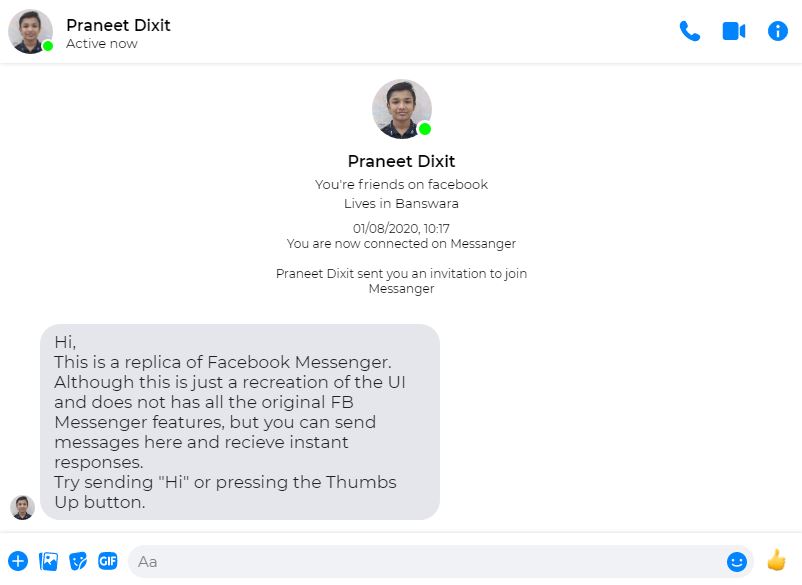 Praneet Dixit
Active now
Praneet Dixit
You're friends on facebook
Lives in Banswara
01/08/2020, 10:17
You are now connected on Messanger
Praneet Dixit sent you an invitation to join
Messanger
Hi,
This is a replica of Facebook Messenger.
Although this is just a recreation of the UI
and does not has all the original FB
Messenger features, but you can send
messages here and recieve instant
responses.
Try sending "Hi" or pressing the Thumbs
Up button.
GIF
Aa